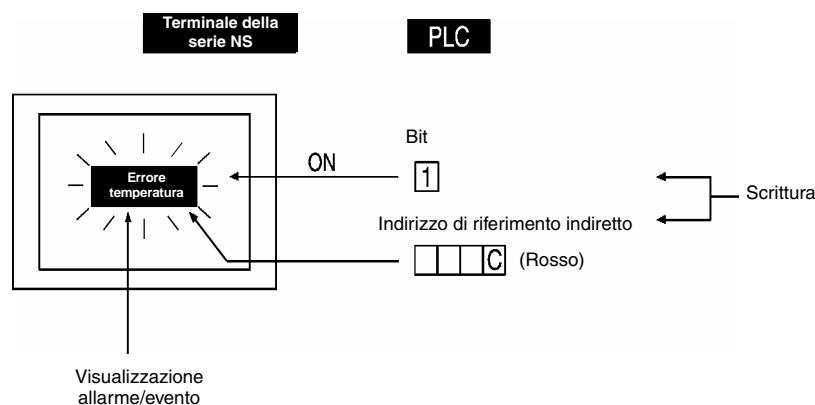 Terminale della
serie NS
PLC
Bit
ON
1
Errore
temperatura
Scrittura
Indirizzo di riferimento indiretto
C (Rosso)
Visualizzazione
allarme/evento